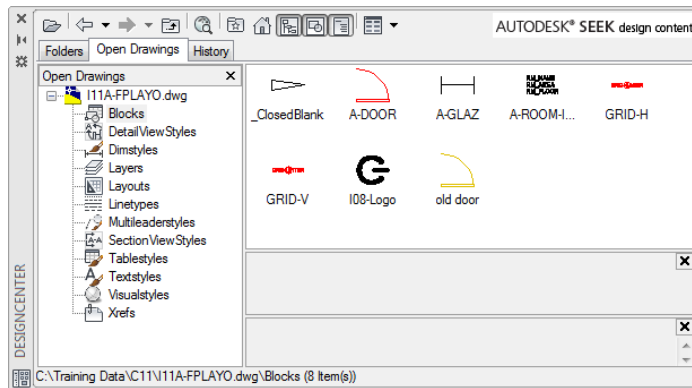 AUTODESK® SEEK design content
Folders
Open Drawings
History
Open Drawings
I11A-FPLAYO.dwg
Blocks
DetailViewStyles
Dimstyles
Layers
Layouts
Linetypes
Multileaderstyles
SectionViewStyles
Tablestyles
Textstyles
Visualstyles
Xrefs
_ClosedBlank
A-DOOR
A-GLAZ
A-ROOM-I...
GRID-H
GRID-V
I08-Logo
old door
DESIGNCENTER
C:\Training Data\C11\I11A-FPLAYO.dwg\Blocks (8 Item(s))